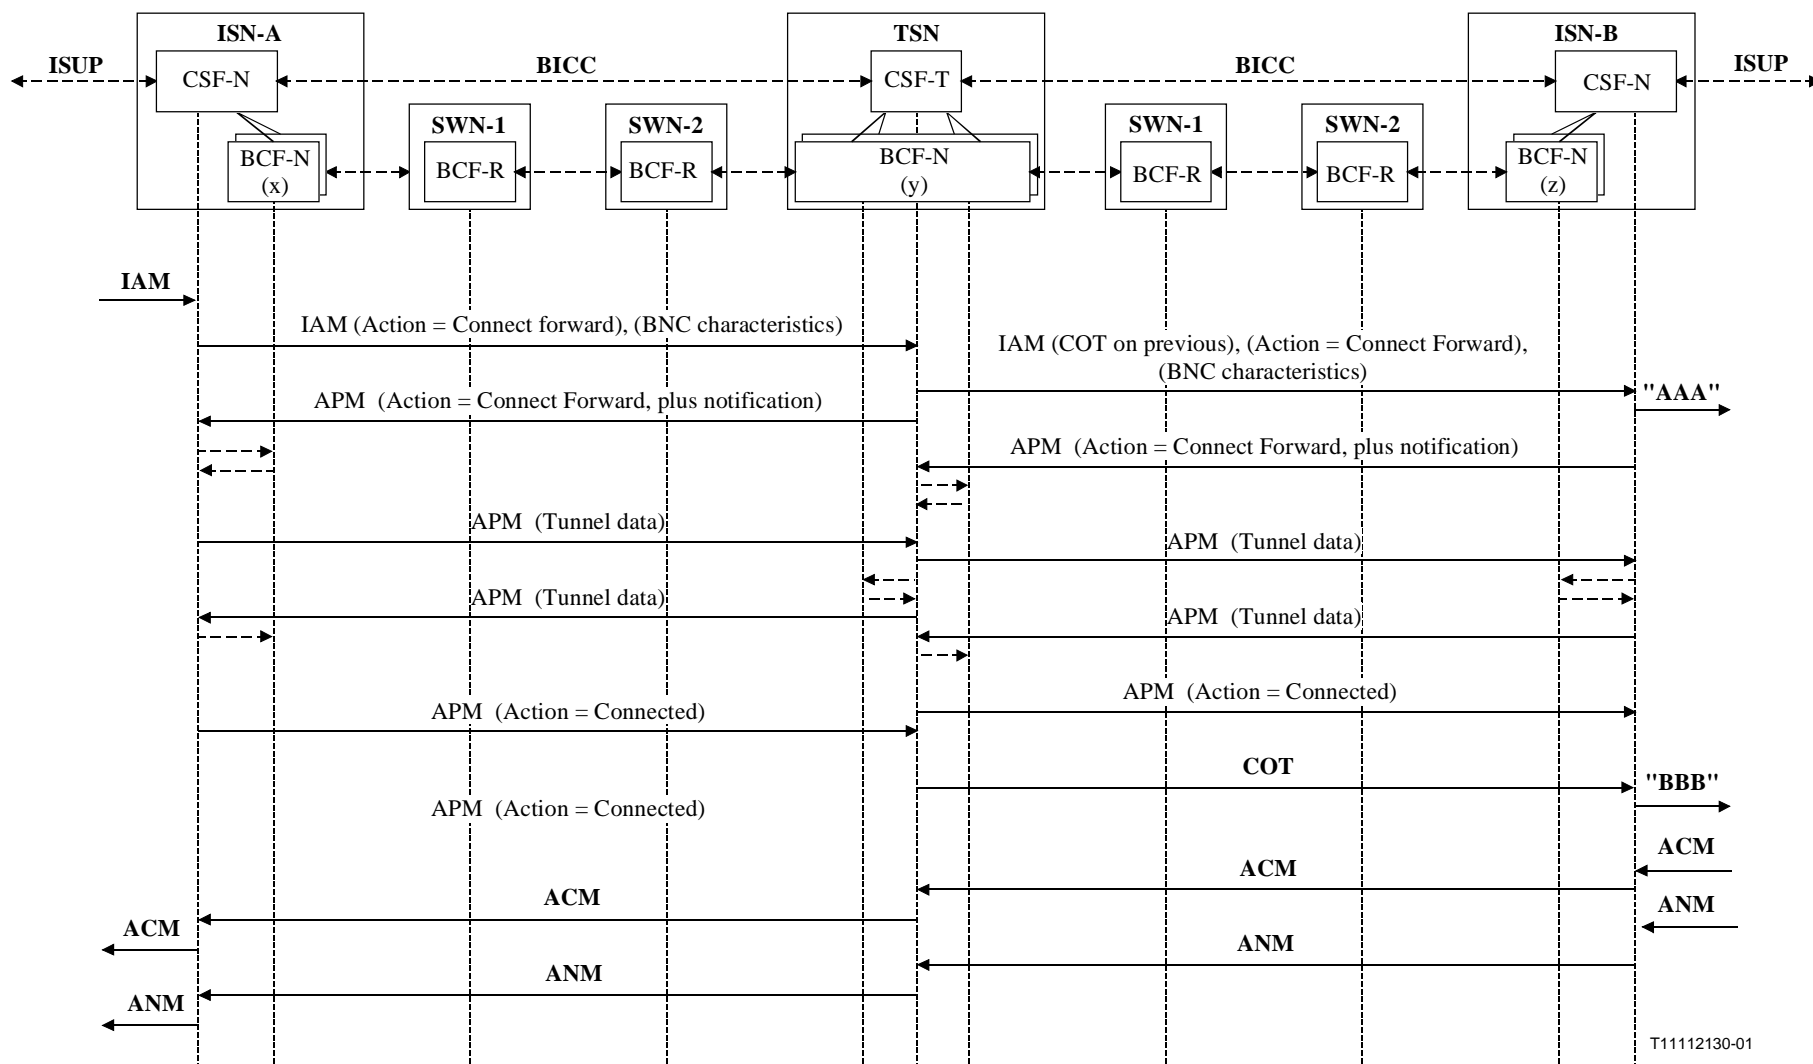 ISN-A
TSN
ISN-B
ISUP
CSF-N
BICC
CSF-T
BICC
CSF-N
ISUP
SWN-1
SWN-2
SWN-1
SWN-2
BCF-N
(x)
BCF-R
BCF-R
BCF-N
(y)
BCF-R
BCF-R
BCF-N
(z)
IAM
IAM (Action = Connect forward), (BNC characteristics)
IAM (COT on previous), (Action = Connect Forward),
(BNC characteristics)
"AAA"
APM (Action = Connect Forward, plus notification)
APM (Action = Connect Forward, plus notification)
APM (Tunnel data)
APM (Tunnel data)
APM (Tunnel data)
APM (Tunnel data)
APM (Action = Connected)
APM (Action = Connected)
COT
"BBB"
APM (Action = Connected)
ACM
ACM
ACM
ANM
ACM
ANM
ANM
ANM
T11112130-01